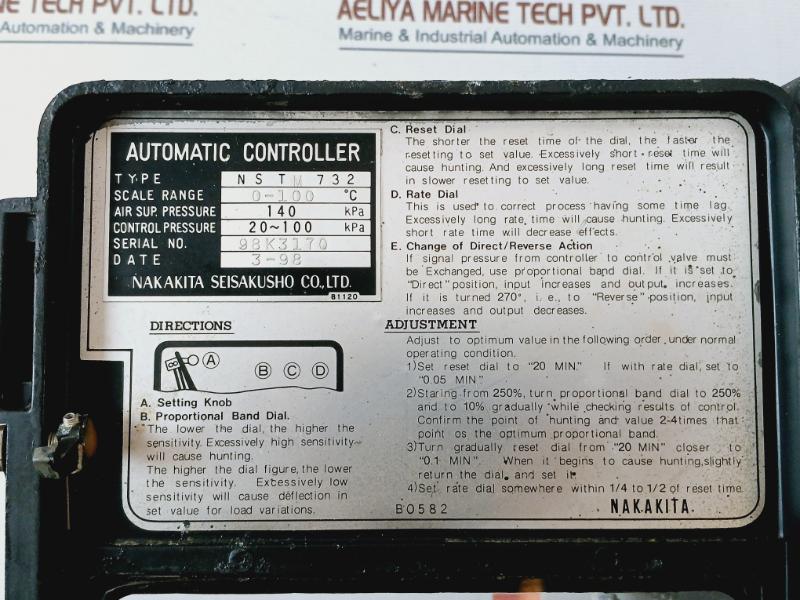 NE TECH PVT. LTD.
Automation & Machinery
AELIYA MARINE TECH PVT. LTD.
Marine & Industrial Automation & Machinery
AUTOMATIC CONTROLLER
TYPE NSTM 732
SCALE RANGE 0-100 °C
AIR SUP. PRESSURE 140 kPa
CONTROL PRESSURE 20~100 kPa
SERIAL NO. 98K3170
DATE 3-98
NAKAKITA SEISAKUSHO CO., LTD.
81120
DIRECTIONS
A B C D
A. Setting Knob
B. Proportional Band Dial.
The lower the dial, the higher the
sensitivity. Excessively high sensitivity
will cause hunting.
The higher the dial figure, the lower
the sensitivity. Excessively low
sensitivity will cause deflection in
set value for load variations.
C. Reset Dial
The shorter the reset time of the dial, the faster the
resetting to set value. Excessively short reset time will
cause hunting. And excessively long reset time will result
in slower resetting to set value.
D. Rate Dial
This is used to correct process having some time lag.
Excessively long rate time will cause hunting. Excessively
short rate time will decrease effects.
E. Change of Direct/Reverse Action
If signal pressure from controller to control valve must
be Exchanged, use proportional band dial. If it is set to
"Direct" position, input increases and output increases.
If it is turned 270°, i.e., to "Reverse" position, input
increases and output decreases.
ADJUSTMENT
Adjust to optimum value in the following order, under normal
operating condition.
1)Set reset dial to "20 MIN." If with rate dial, set to
"0.05 MIN"
2)Staring from 250%, turn proportional band dial to 250%
and to 10% gradually while checking results of control.
Confirm the point of hunting and value 2-4times that
point os the optimum proportional band.
3)Turn gradually reset dial from "20 MIN" closer to
"0.1 MIN". When it begins to cause hunting, slightly
return the dial and set it.
4)Set rate dial somewhere within 1/4 to 1/2 of reset time.
B0582 NAKAKITA